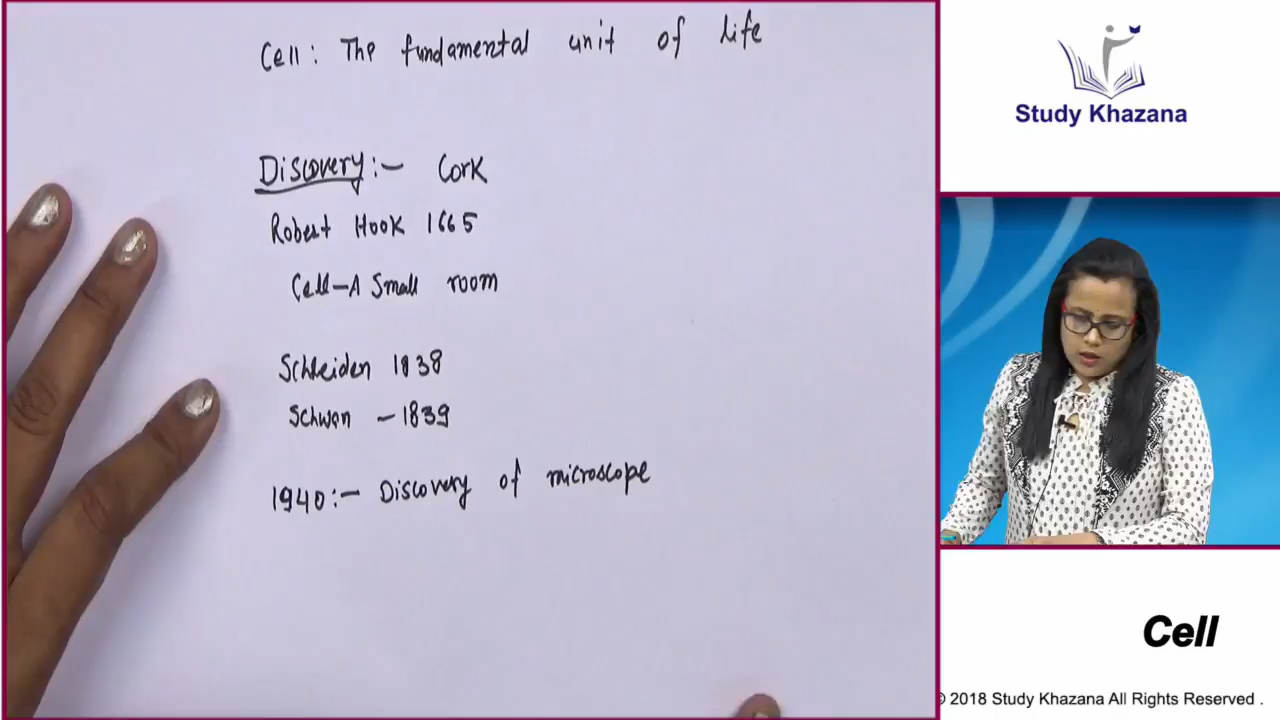 Cell: The fundamental unit of life
Discovery:- Cork
Robert Hook 1665
Cell-A Small room
Schleiden 1838
Schwan - 1839
1940:- Discovery of microscope
Study Khazana
Cell
© 2018 Study Khazana All Rights Reserved .